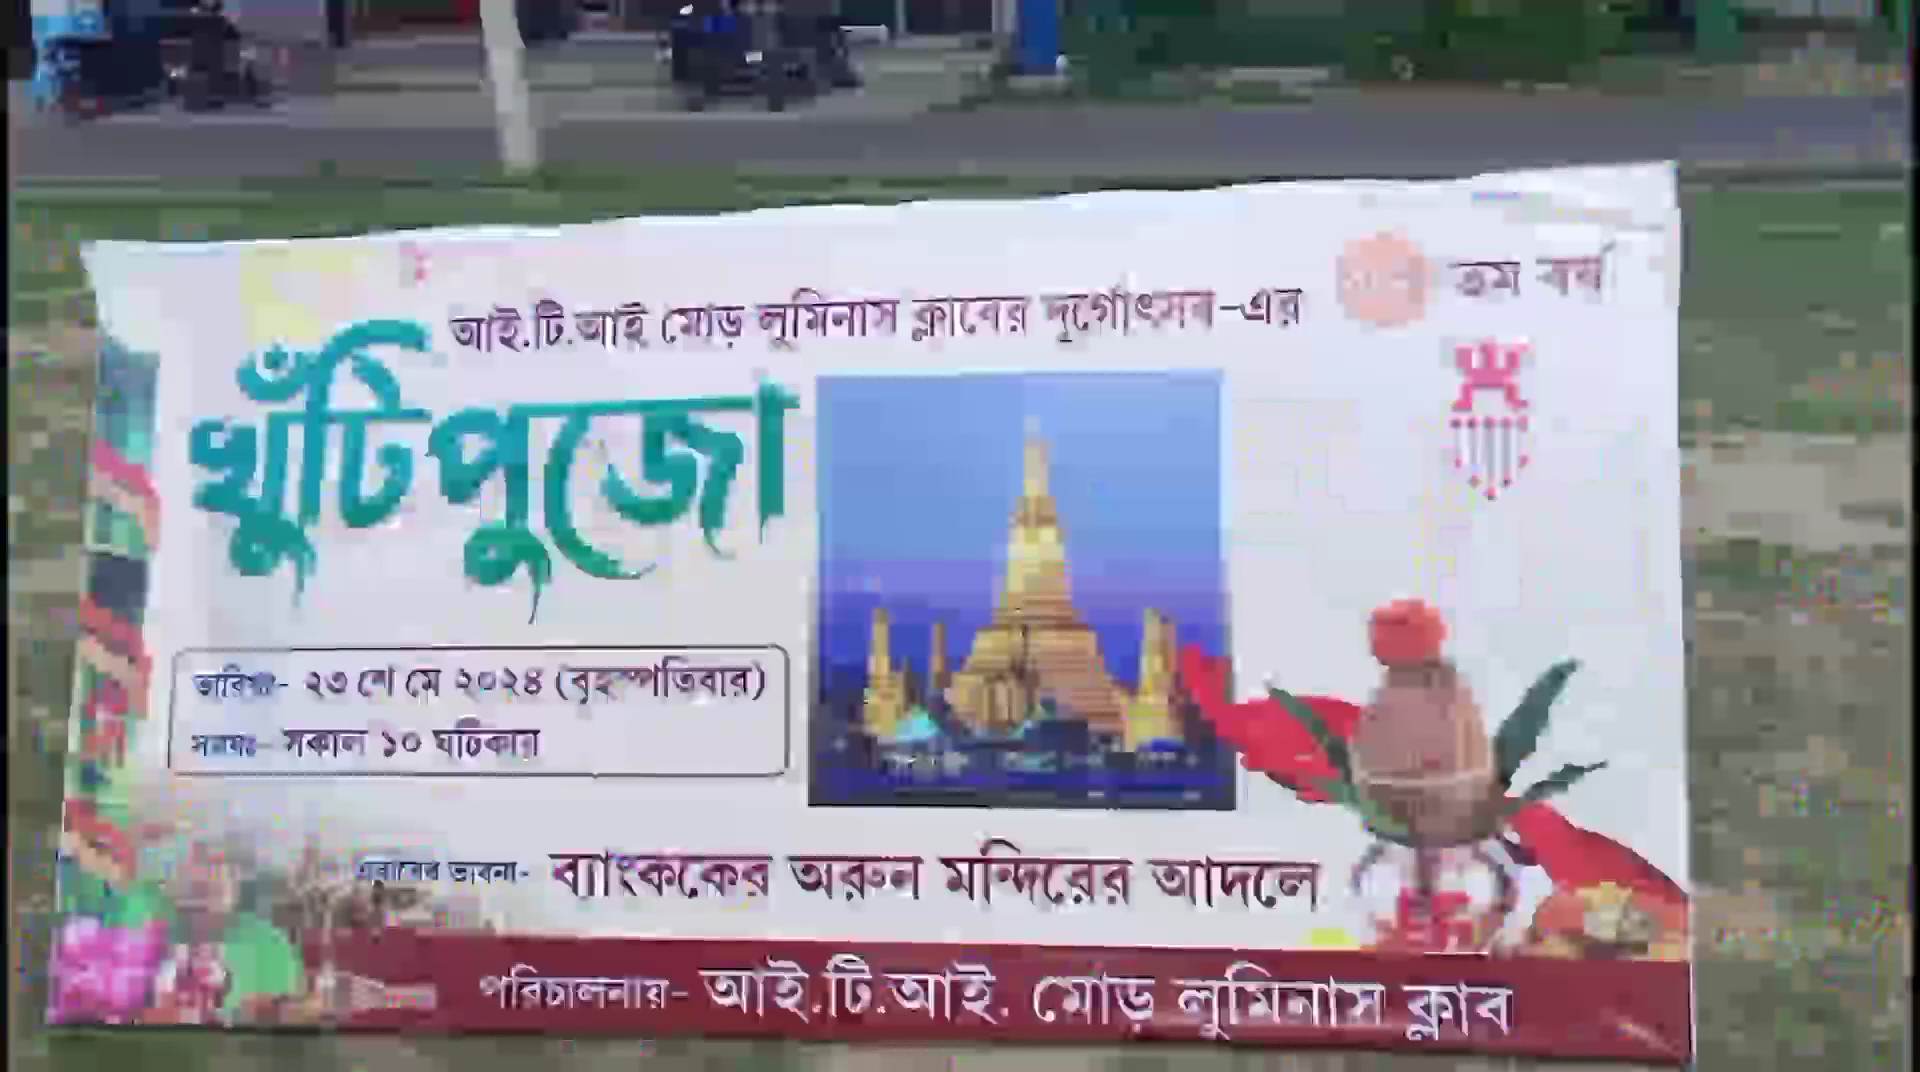 তম বর্ষ
আই.টি.আই মোড় লুমিনাস ক্লাবের দুর্গোৎসব-এর
খুঁটিপুজো
তারিখঃ- ২৩ শে মে ২০২৪ (বৃহস্পতিবার)
সময়ঃ- সকাল ১০ ঘটিকায়
এবারের ভাবনা- ব্যাংককের অরুন মন্দিরের আদলে
পরিচালনায়- আই.টি.আই. মোড় লুমিনাস ক্লাব